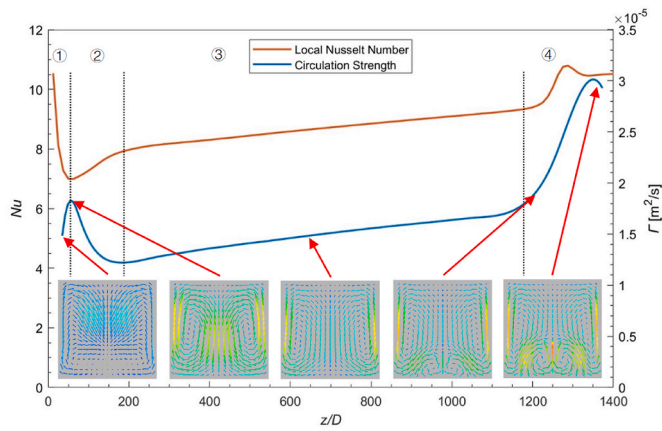 ×10⁻⁵
12
① ② ③ ④
3.5
Local Nusselt Number
Circulation Strength
10
3
2.5
8
Nu
2
Γ [m²/s]
6
1.5
4
1
2
0.5
0
0
0 200 400 600 800 1000 1200 1400
z/D